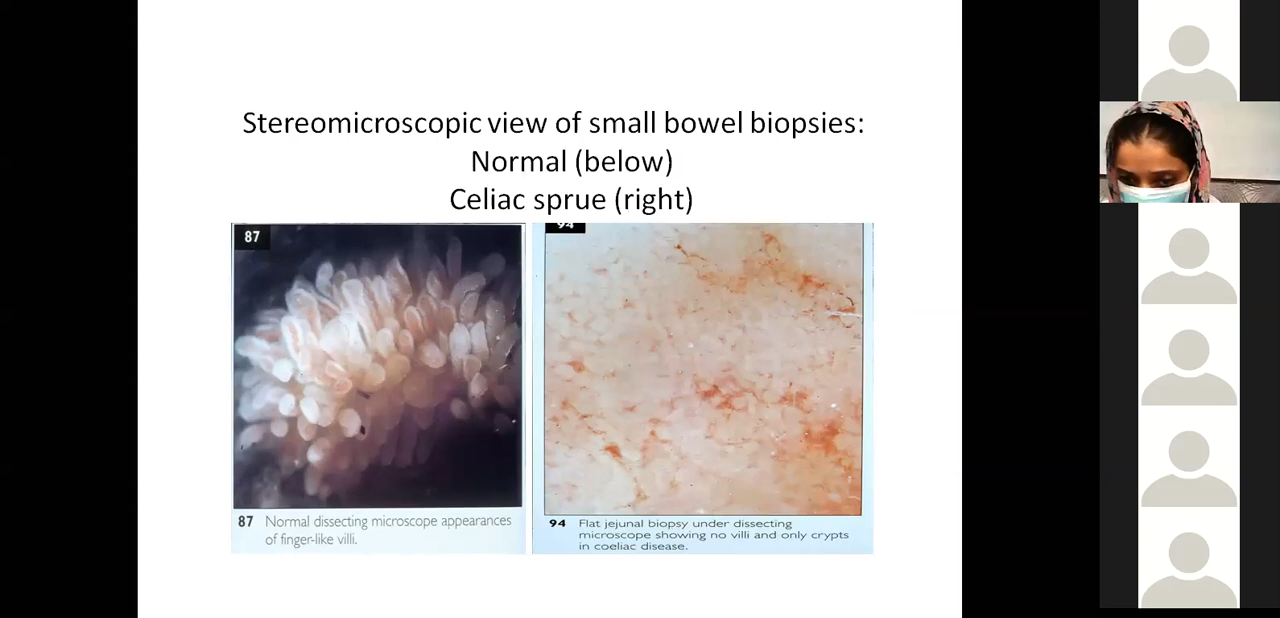 Stereomicroscopic view of small bowel biopsies:
Normal (below)
Celiac sprue (right)
87
94
87 Normal dissecting microscope appearances
of finger-like villi.
94 Flat jejunal biopsy under dissecting
microscope showing no villi and only crypts
in coeliac disease.